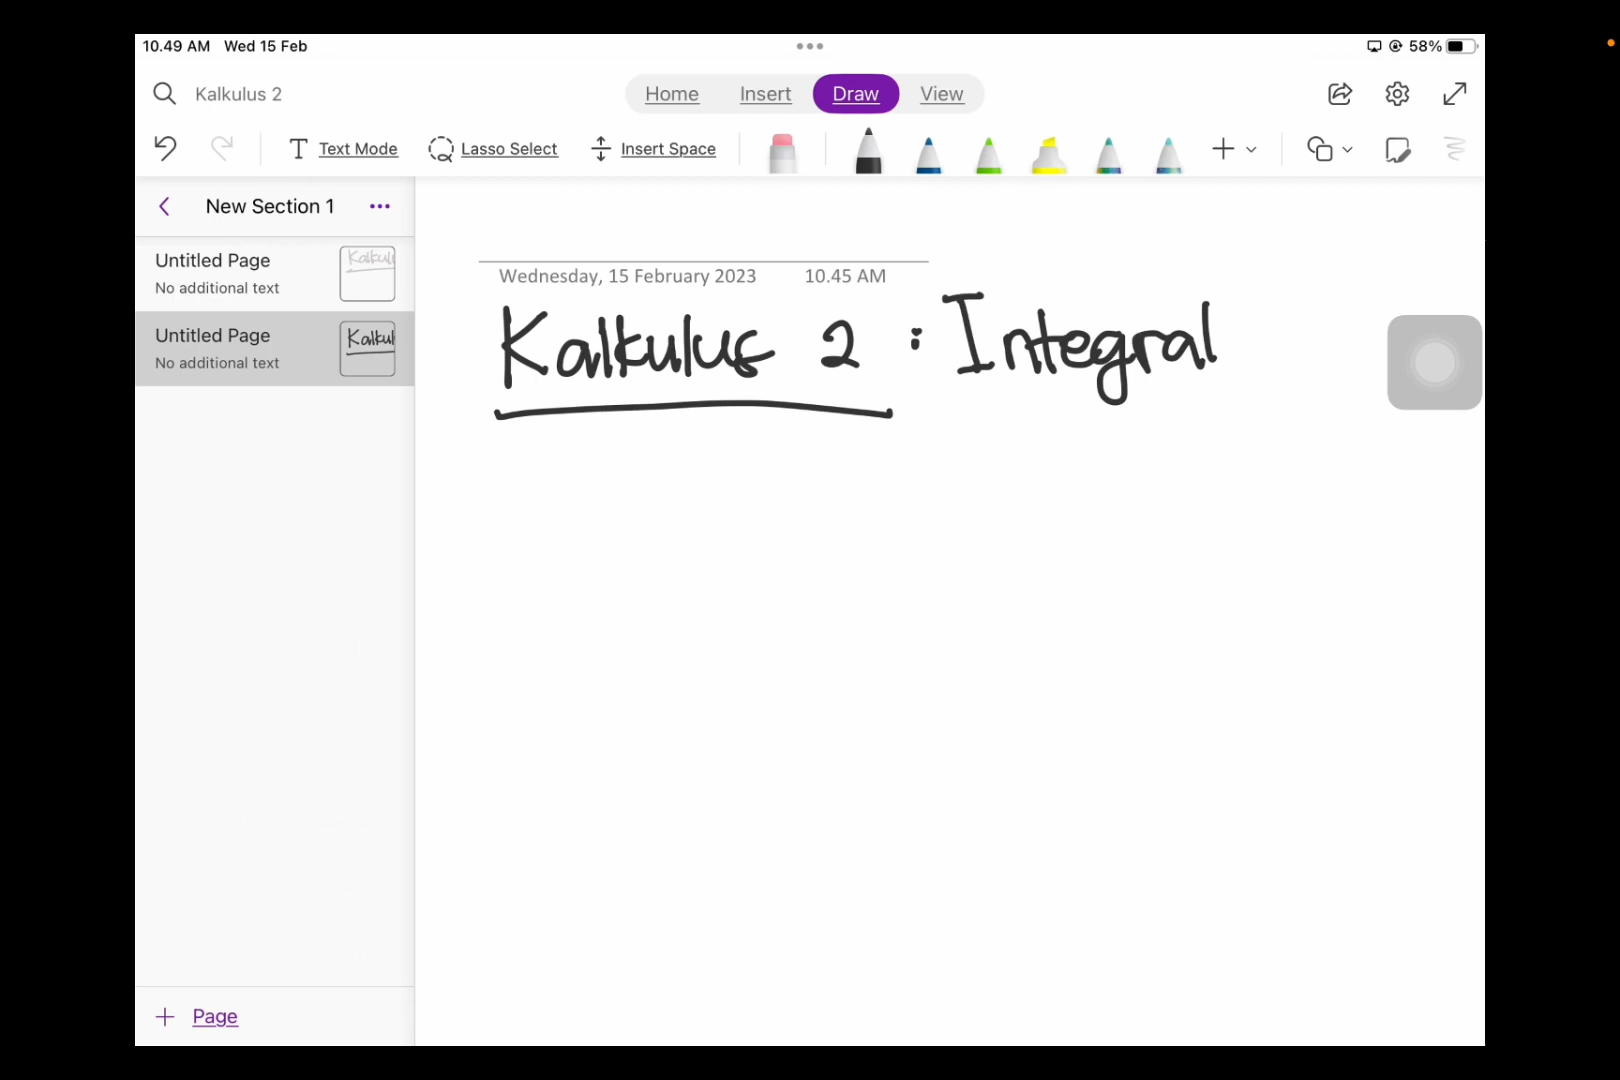 10.49 AM Wed 15 Feb 58%
Kalkulus 2 Home Insert Draw View
Text Mode Lasso Select Insert Space
New Section 1
Untitled Page
No additional text
Kalkul
Untitled Page
No additional text
Kalkul
Wednesday, 15 February 2023 10.45 AM
Kalkulus 2 : Integral
Page